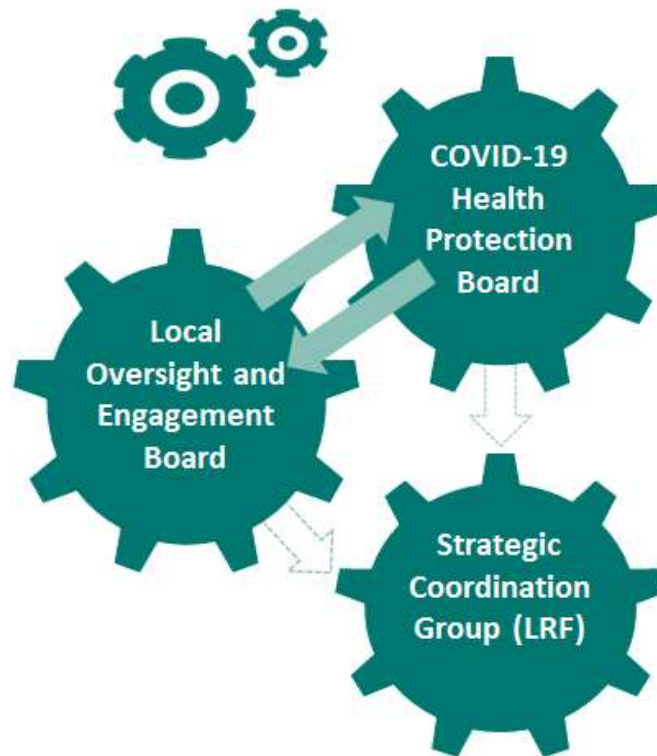 COVID-19
Health
Protection
Board
Local
Oversight and
Engagement
Board
Strategic
Coordination
Group (LRF)